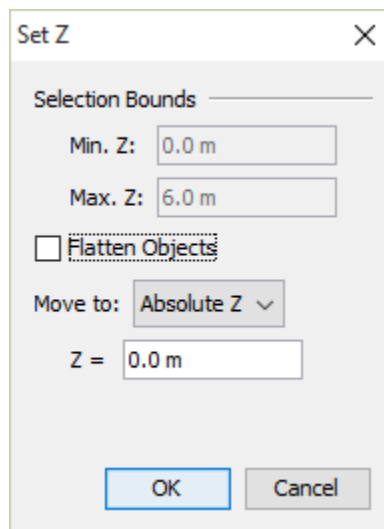 Set Z
Selection Bounds
Min. Z: 0.0 m
Max. Z: 6.0 m
Flatten Objects
Move to: Absolute Z
Z = 0.0 m
OK Cancel